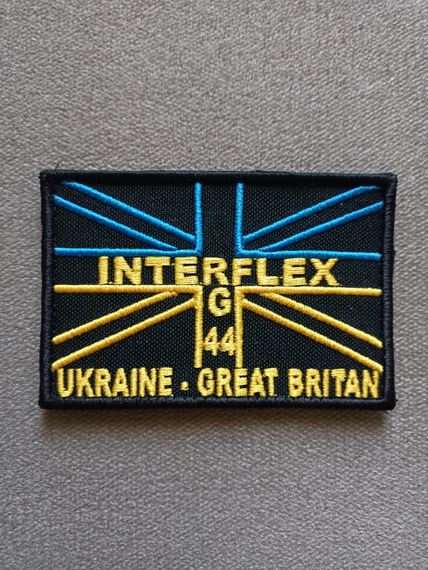 INTERFLEX
G
44
UKRAINE · GREAT BRITAN